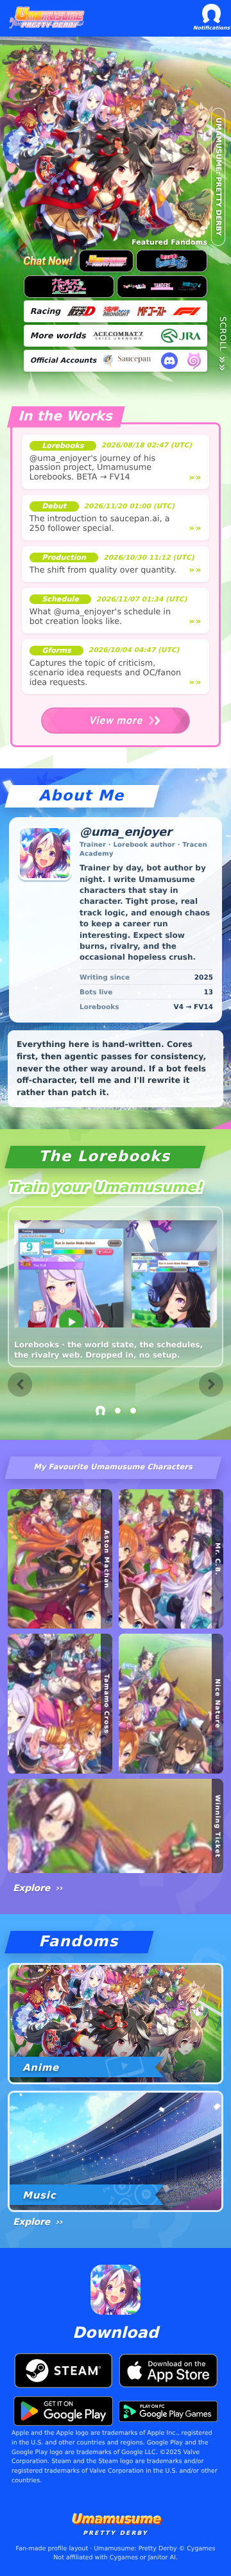 Umamusume
PRETTY DERBY
Notifications
UMAMUSUME: PRETTY DERBY
Featured Fandoms
Chat Now!
SCROLL »
Racing
MFゴースト
F1
More worlds
ACE COMBAT 7
JRA
Official Accounts
Saucepan
In the Works
Lorebooks 2026/08/18 02:47 (UTC)
@uma_enjoyer's journey of his
passion project, Umamusume
Lorebooks. BETA → FV14
»»
Debut 2026/11/20 01:00 (UTC)
The introduction to saucepan.ai, a
250 follower special.
»»
Production 2026/10/30 11:12 (UTC)
The shift from quality over quantity.
»»
Schedule 2026/11/07 01:34 (UTC)
What @uma_enjoyer's schedule in
bot creation looks like.
»»
Gforms 2026/10/04 04:47 (UTC)
Captures the topic of criticism,
scenario idea requests and OC/fanon
idea requests.
»»
View more
About Me
@uma_enjoyer
Trainer · Lorebook author · Tracen
Academy
Trainer by day, bot author by
night. I write Umamusume
characters that stay in
character. Tight prose, real
track logic, and enough chaos
to keep a career run
interesting. Expect slow
burns, rivalry, and the
occasional hopeless crush.
Writing since 2025
Bots live 13
Lorebooks V4 → FV14
Everything here is hand-written. Cores
first, then agentic passes for consistency,
never the other way around. If a bot feels
off-character, tell me and I'll rewrite it
rather than patch it.
The Lorebooks
Train your Umamusume!
Lorebooks · the world state, the schedules,
the rivalry web. Dropped in, no setup.
My Favourite Umamusume Characters
Aston Machan
Mr. C.B.
Tamamo Cross
Nice Nature
Winning Ticket
Explore ››
Fandoms
Anime
Music
Explore ››
Download
STEAM
Download on the
App Store
GET IT ON
Google Play
PLAY ON PC
Google Play Games
Apple and the Apple logo are trademarks of Apple Inc., registered
in the U.S. and other countries and regions. Google Play and the
Google Play logo are trademarks of Google LLC. ©2025 Valve
Corporation. Steam and the Steam logo are trademarks and/or
registered trademarks of Valve Corporation in the U.S. and/or other
countries.
Umamusume
PRETTY DERBY
Fan-made profile layout · Umamusume: Pretty Derby © Cygames
Not affiliated with Cygames or Janitor AI.